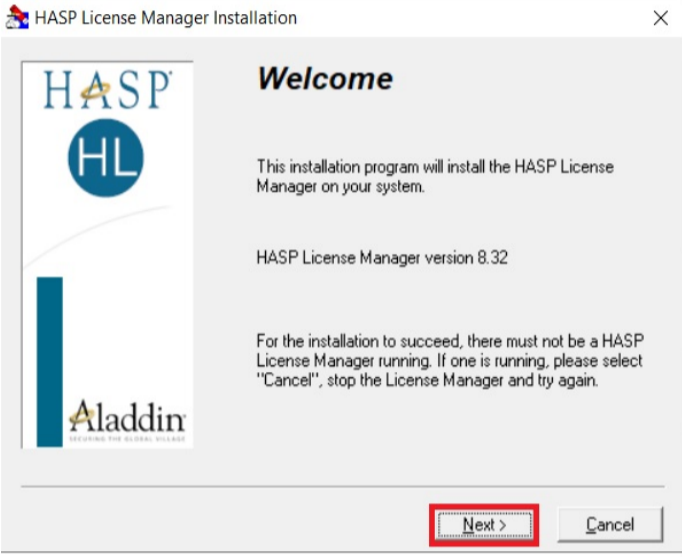 HASP License Manager Installation
HASP
HL
Aladdin
SECURING THE GLOBAL VILLAGE
Welcome
This installation program will install the HASP License
Manager on your system.
HASP License Manager version 8.32
For the installation to succeed, there must not be a HASP
License Manager running. If one is running, please select
"Cancel", stop the License Manager and try again.
Next >
Cancel